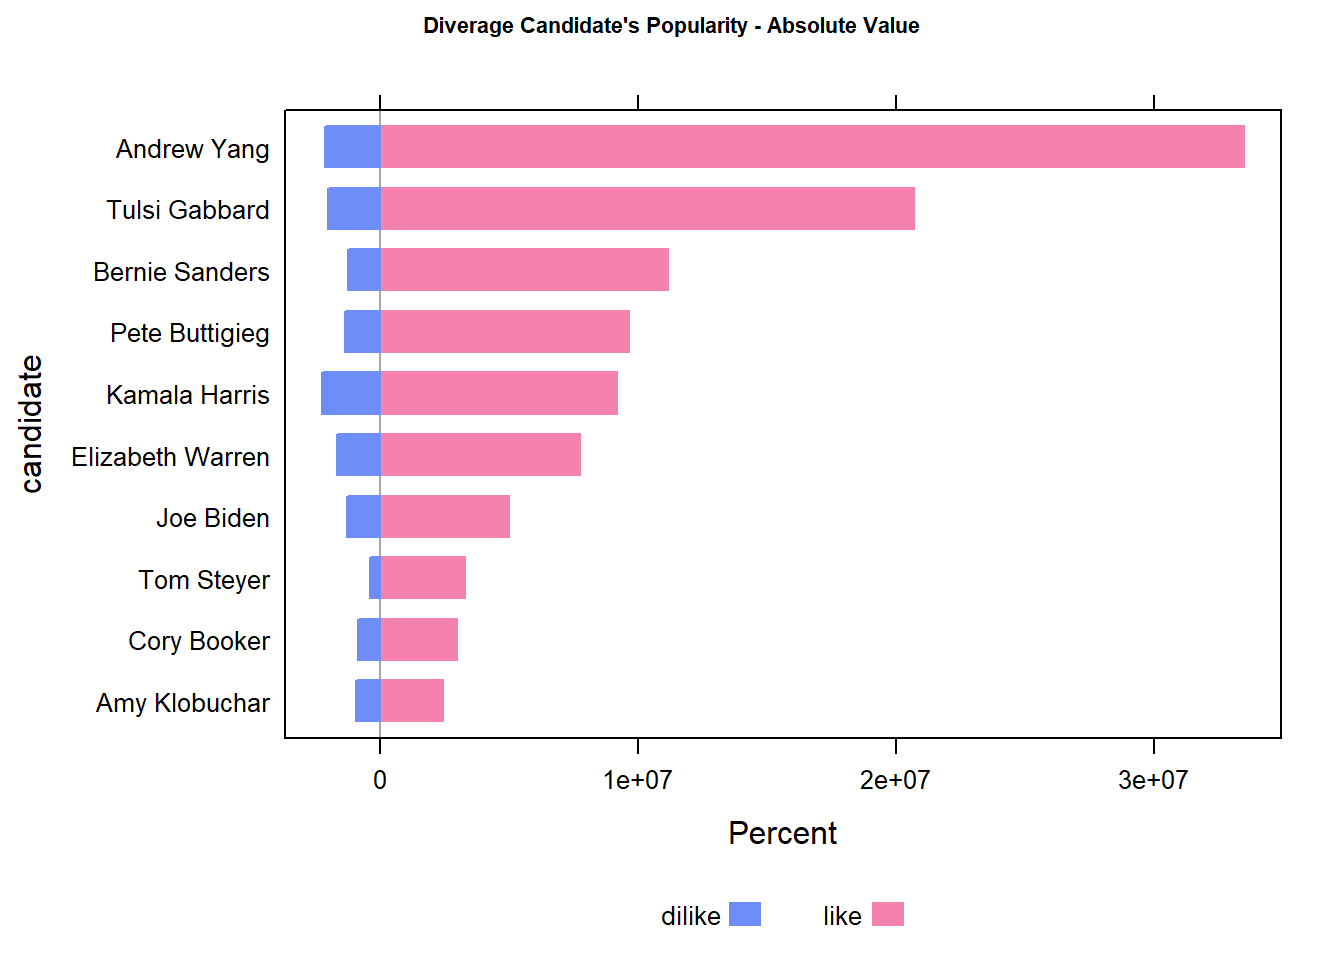 Diverage Candidate's Popularity - Absolute Value
Andrew Yang
Tulsi Gabbard
Bernie Sanders
Pete Buttigieg
Kamala Harris
Elizabeth Warren
Joe Biden
Tom Steyer
Cory Booker
Amy Klobuchar
candidate
0 1e+07 2e+07 3e+07
Percent
dilike like